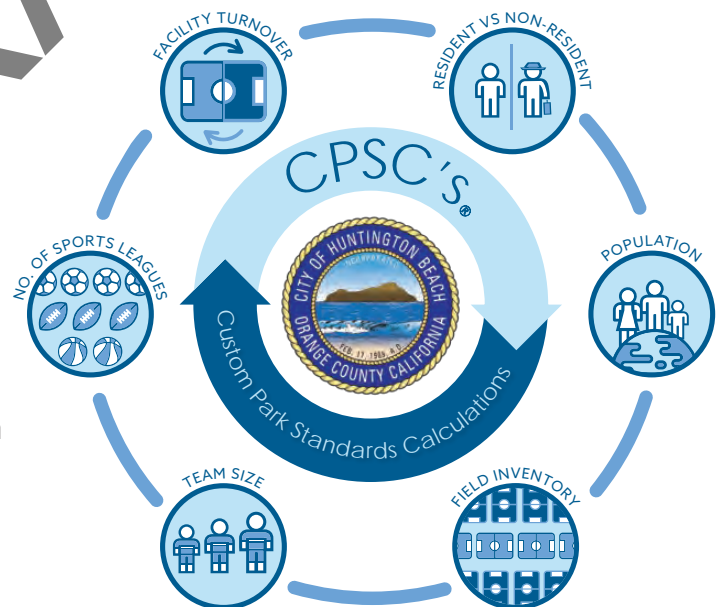 FACILITY TURNOVER
RESIDENT VS NON-RESIDENT
CPSC's®
NO. OF SPORTS LEAGUES
POPULATION
CITY OF HUNTINGTON BEACH
INCORPORATED
FEB. 17, 1909, A.D.
ORANGE COUNTY CALIFORNIA
Custom Park Standards Calculations
TEAM SIZE
FIELD INVENTORY